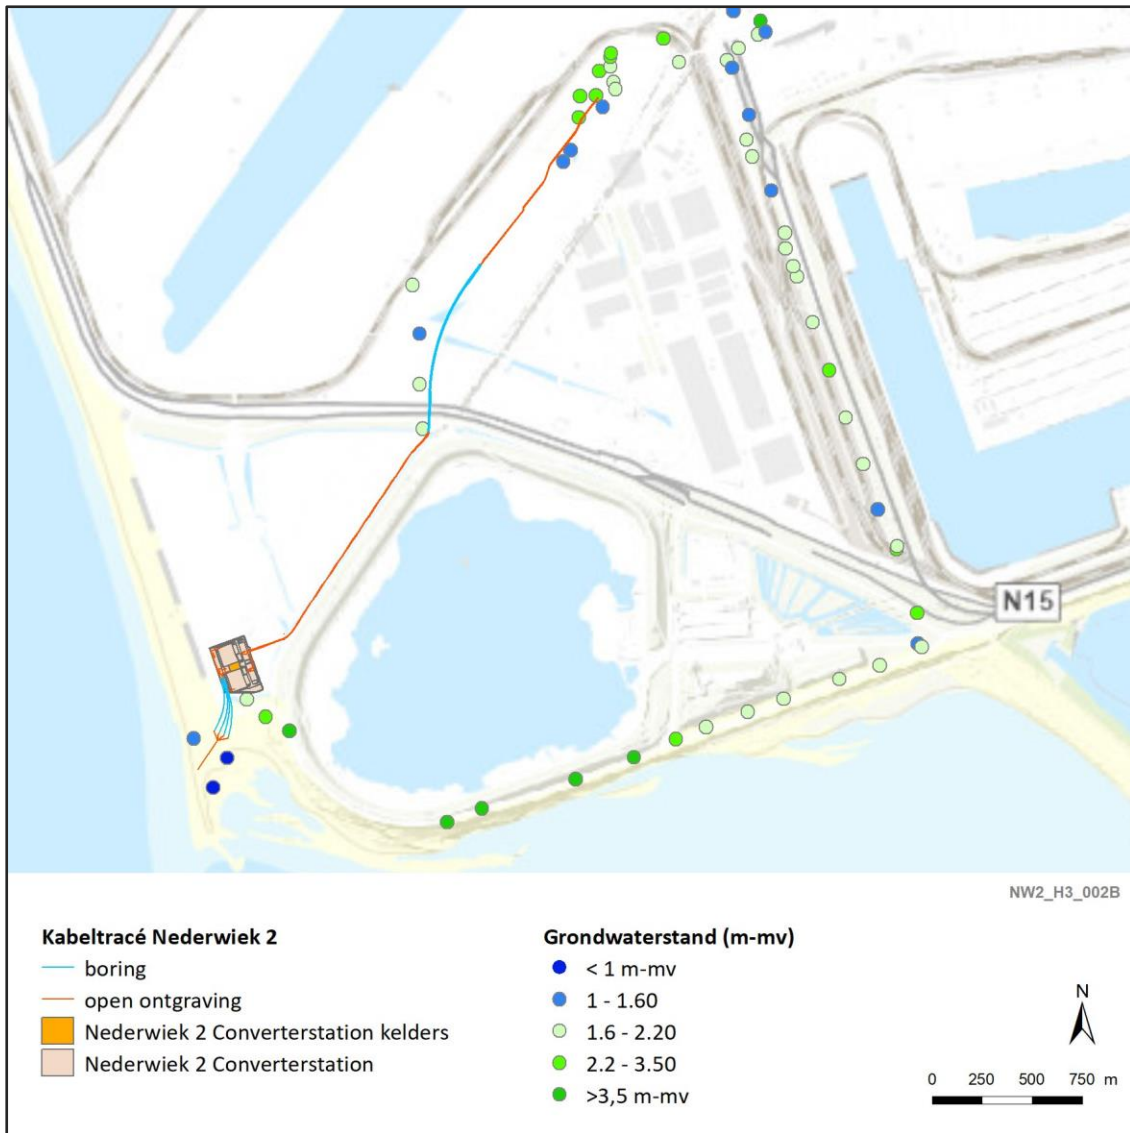 N15
NW2_H3_002B
Kabeltracé Nederwiek 2
boring
open ontgraving
Nederwiek 2 Converterstation kelders
Nederwiek 2 Converterstation
Grondwaterstand (m-mv)
< 1 m-mv
1 - 1.60
1.6 - 2.20
2.2 - 3.50
>3,5 m-mv
N
0 250 500 750 m